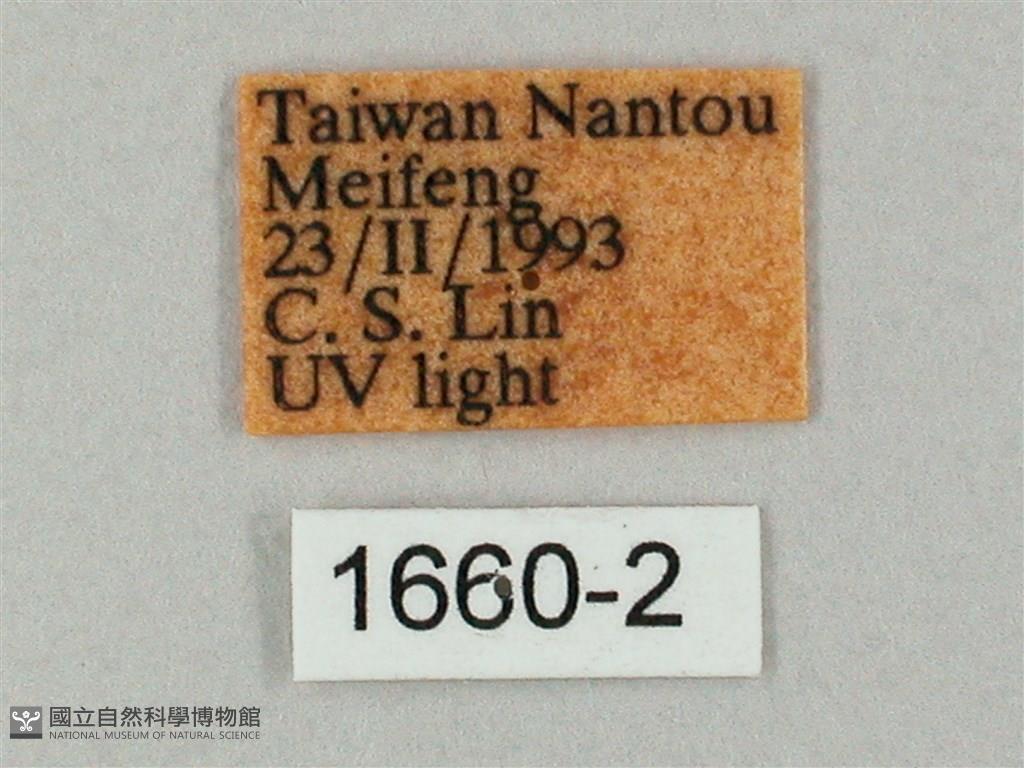 Taiwan Nantou
Meifeng
23/II/1993
C. S. Lin
UV light
1660-2
國立自然科學博物館
NATIONAL MUSEUM OF NATURAL SCIENCE